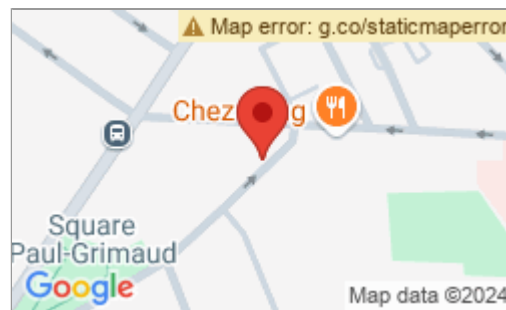 Map error: g.co/staticmaperror
Chez
g
Square
Paul-Grimaud
Google
Map data ©2024